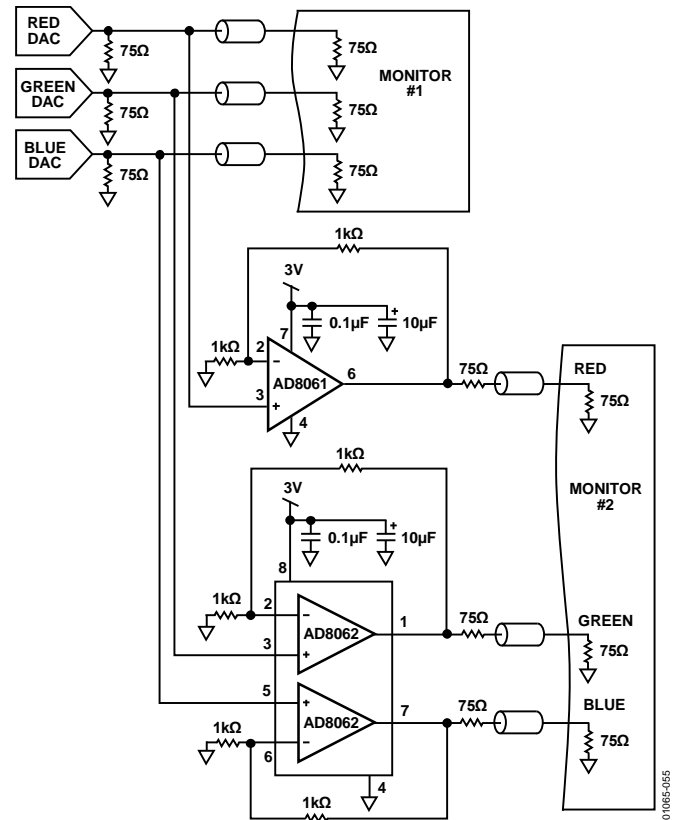 RED
DAC
75Ω
75Ω
GREEN
DAC
75Ω
75Ω
BLUE
DAC
75Ω
75Ω
MONITOR
#1
1kΩ
3V
0.1µF
10µF
+
7
1kΩ
2
–
AD8061
6
3
+
4
75Ω
RED
75Ω
1kΩ
3V
0.1µF
10µF
+
8
MONITOR
#2
1kΩ
2
–
AD8062
1
3
+
75Ω
GREEN
75Ω
5
+
AD8062
7
1kΩ
–
6
75Ω
BLUE
75Ω
4
1kΩ
01065-055